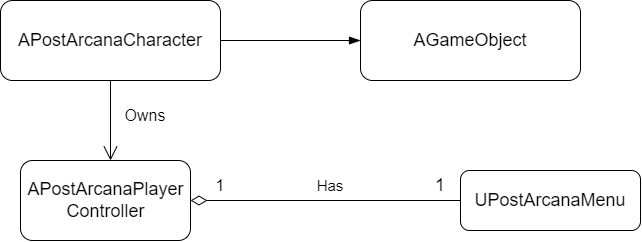 APostArcanaCharacter
AGameObject
Owns
APostArcanaPlayer
Controller
1
Has
1
UPostArcanaMenu